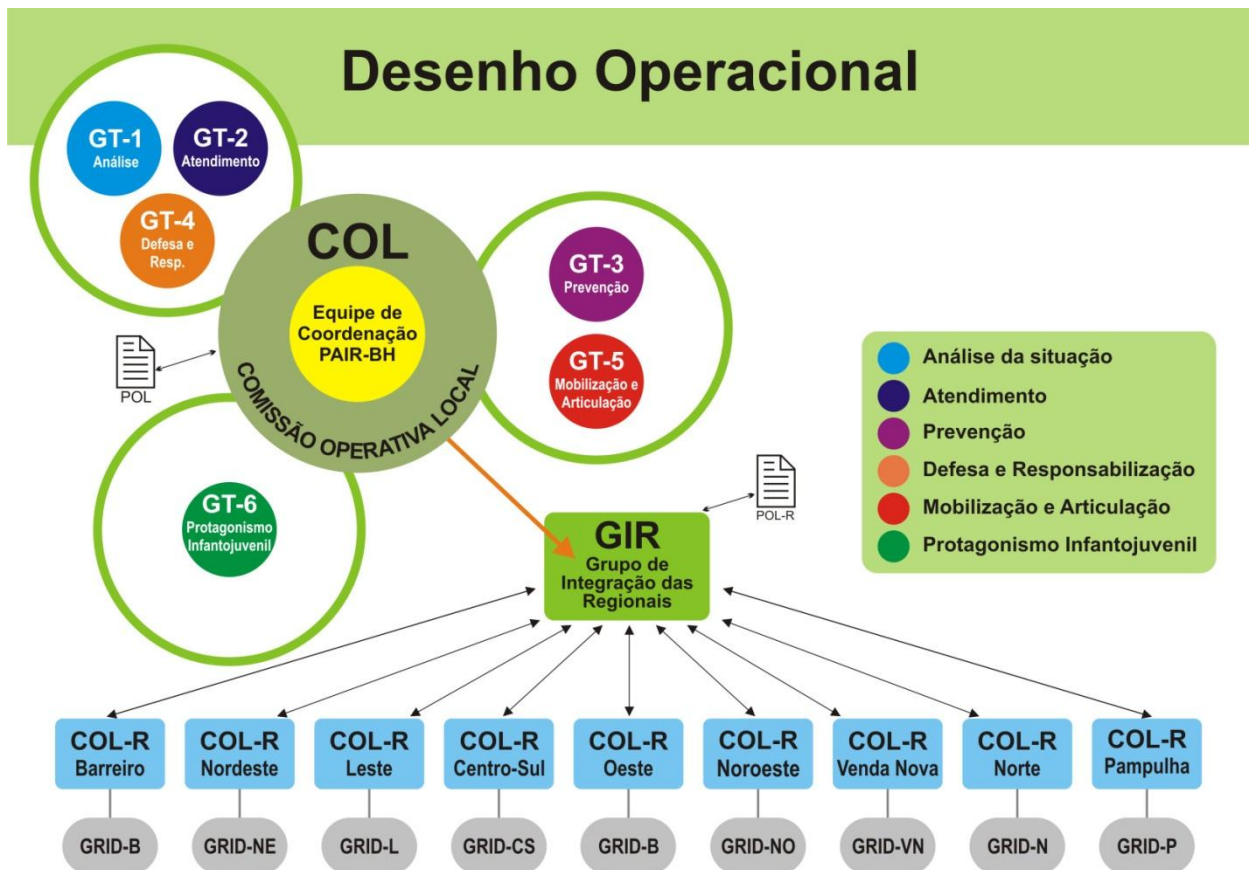 Desenho Operacional
GT-1
Análise
GT-2
Atendimento
GT-4
Defesa e
Resp.
COL
Equipe de
Coordenação
PAIR-BH
COMISSÃO OPERATIVA LOCAL
GT-3
Prevenção
GT-5
Mobilização e
Articulação
POL
GT-6
Protagonismo
Infantojuvenil
Análise da situação
Atendimento
Prevenção
Defesa e Responsabilização
Mobilização e Articulação
Protagonismo Infantojuvenil
POL-R
GIR
Grupo de
Integração das
Regionais
COL-R
Barreiro
COL-R
Nordeste
COL-R
Leste
COL-R
Centro-Sul
COL-R
Oeste
COL-R
Noroeste
COL-R
Venda Nova
COL-R
Norte
COL-R
Pampulha
GRID-B
GRID-NE
GRID-L
GRID-CS
GRID-B
GRID-NO
GRID-VN
GRID-N
GRID-P